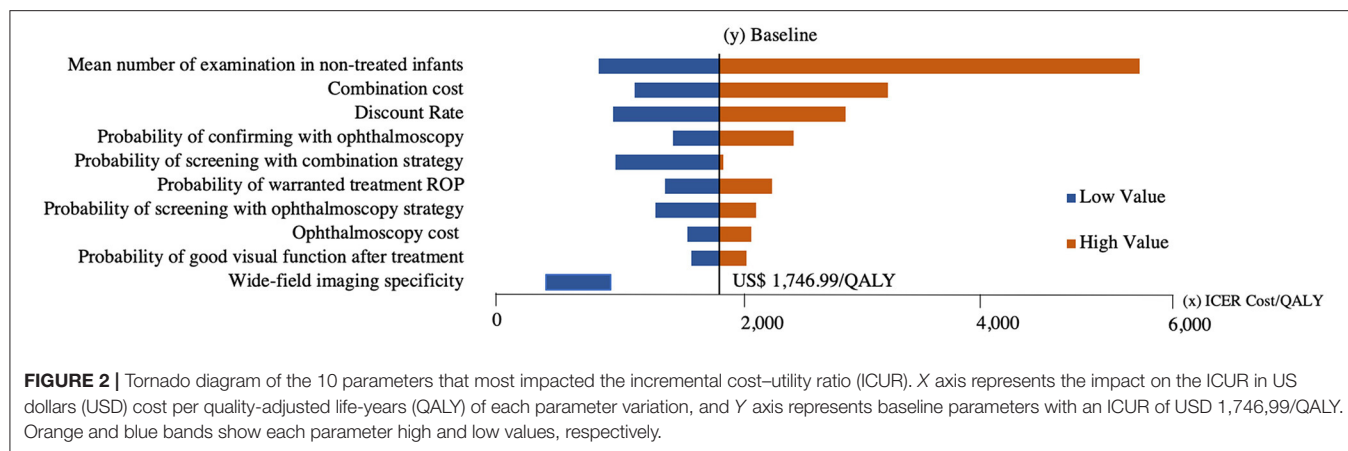 (y) Baseline
Mean number of examination in non-treated infants
Combination cost
Discount Rate
Probability of confirming with ophthalmoscopy
Probability of screening with combination strategy
Probability of warranted treatment ROP
Probability of screening with ophthalmoscopy strategy
Ophthalmoscopy cost
Probability of good visual function after treatment
Wide-field imaging specificity
Low Value
High Value
US$ 1,746.99/QALY
(x) ICER Cost/QALY
0
2,000
4,000
6,000
FIGURE 2 | Tornado diagram of the 10 parameters that most impacted the incremental cost–utility ratio (ICUR). X axis represents the impact on the ICUR in US
dollars (USD) cost per quality-adjusted life-years (QALY) of each parameter variation, and Y axis represents baseline parameters with an ICUR of USD 1,746,99/QALY.
Orange and blue bands show each parameter high and low values, respectively.